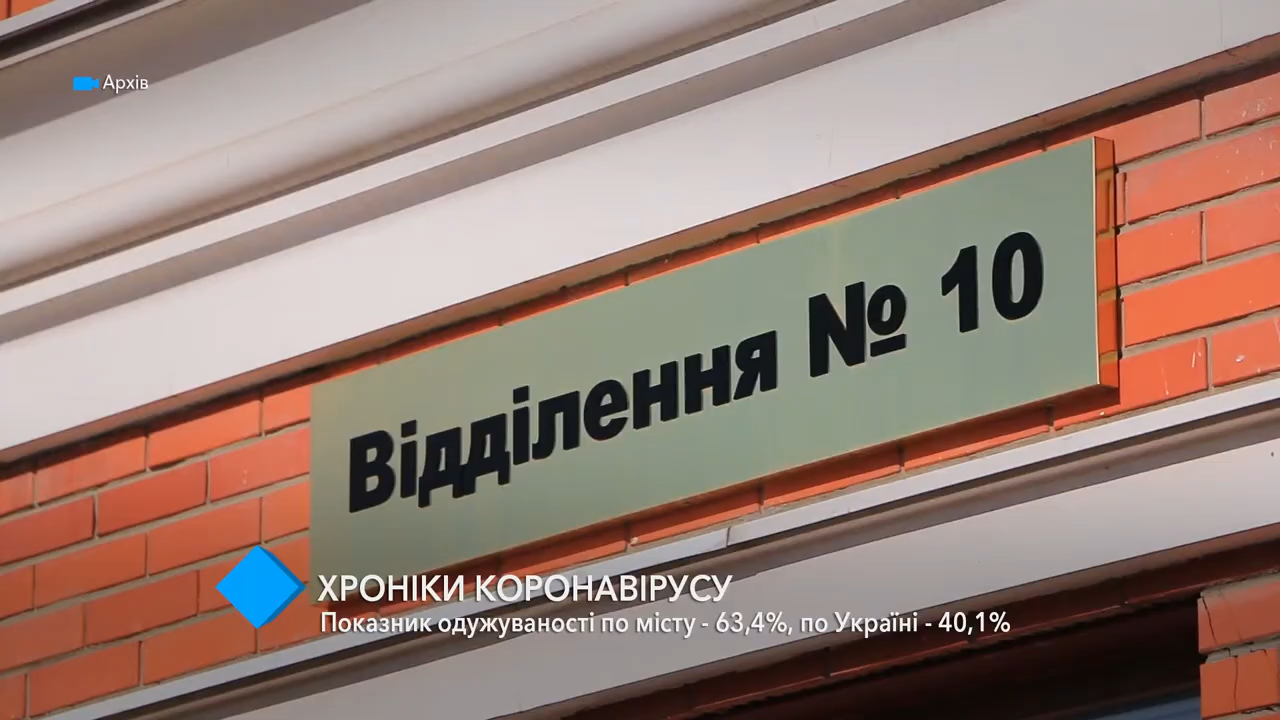 Архів
Відділення № 10
ХРОНІКИ КОРОНАВІРУСУ
Показник одужуваності по місту - 63,4%, по Україні - 40,1%